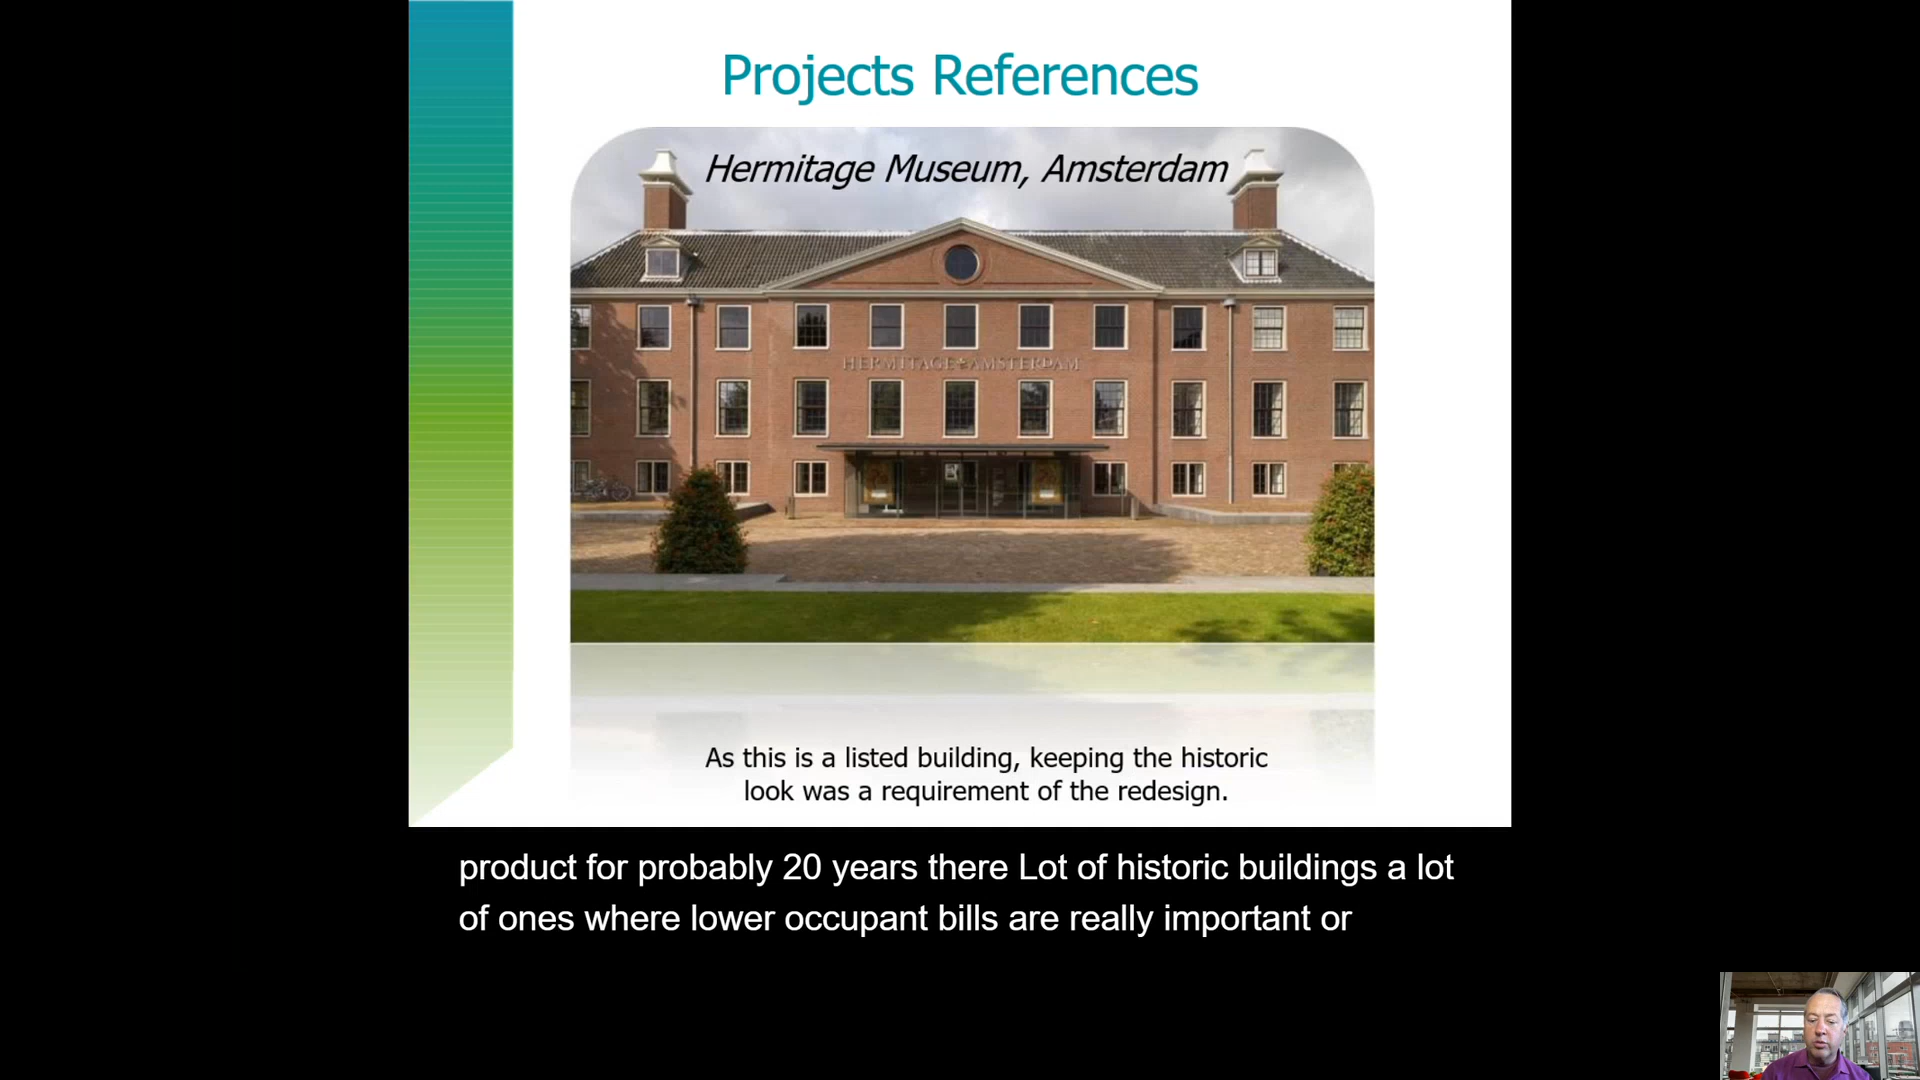 Projects References
Hermitage Museum, Amsterdam
HERMITAGE AMSTERDAM
As this is a listed building, keeping the historic
look was a requirement of the redesign.
product for probably 20 years there Lot of historic buildings a lot
of ones where lower occupant bills are really important or